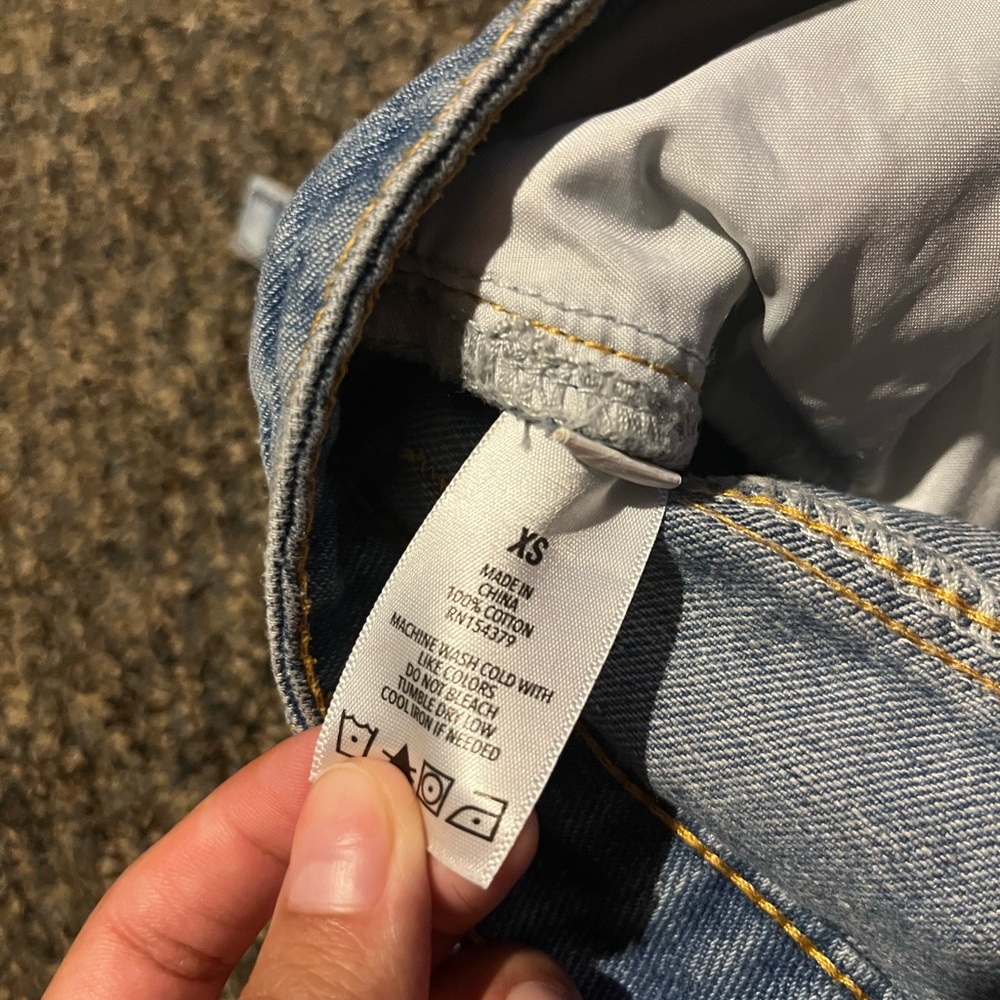 XS
MADE IN
CHINA
100% COTTON
RN154379
MACHINE WASH COLD WITH
LIKE COLORS
DO NOT BLEACH
TUMBLE DRY LOW
COOL IRON IF NEEDED